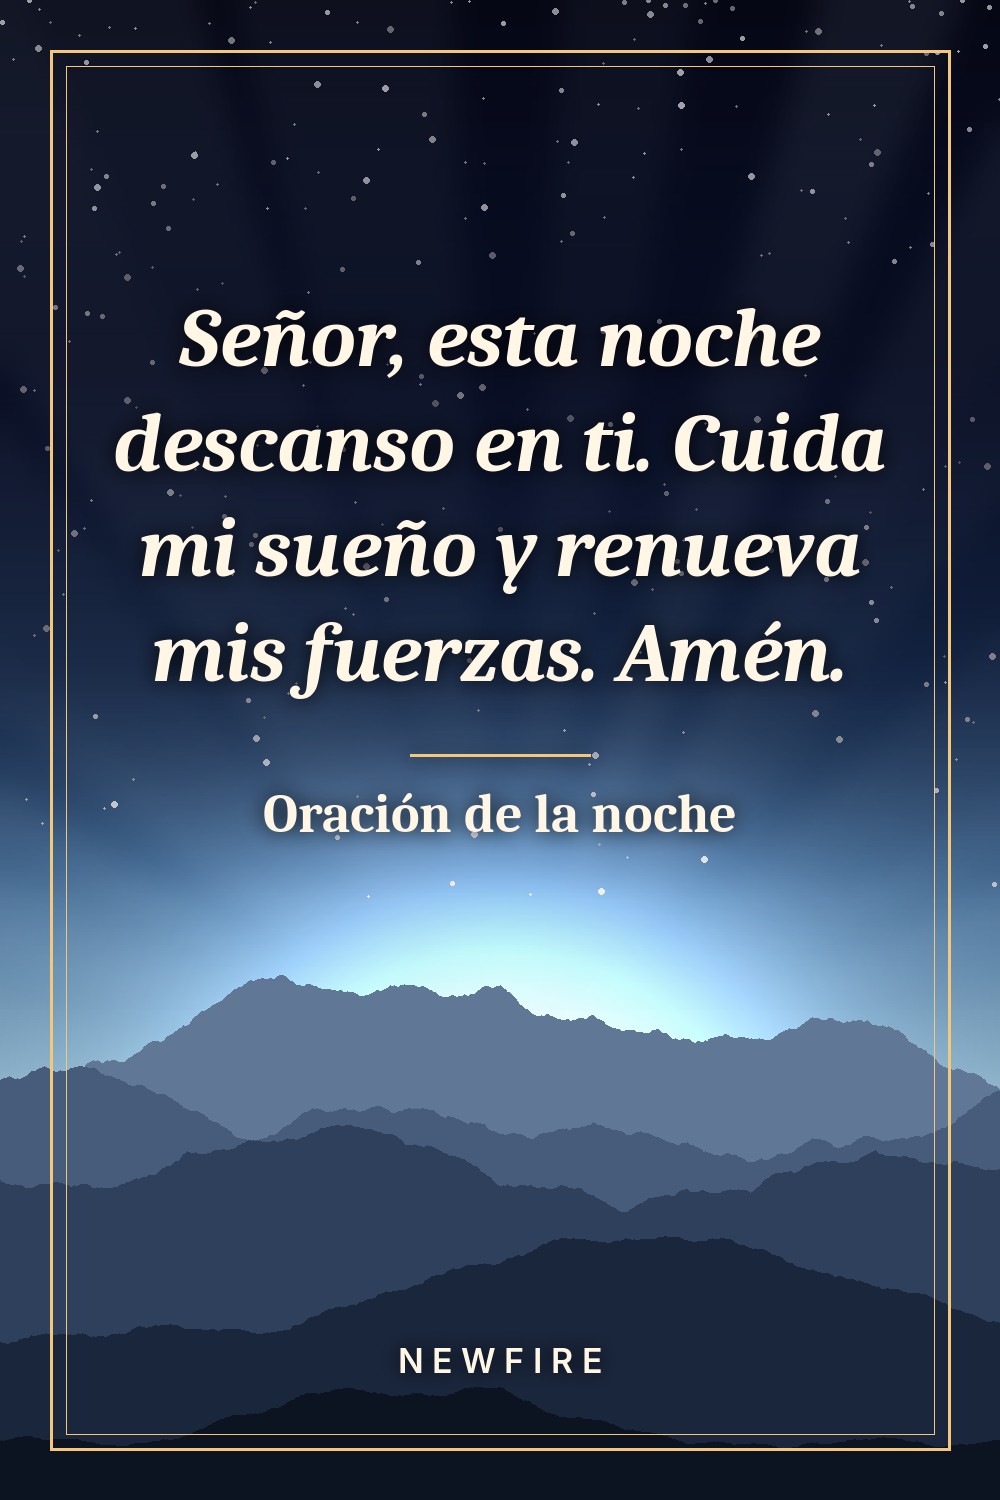 Señor, esta noche
descanso en ti. Cuida
mi sueño y renueva
mis fuerzas. Amén.
Oración de la noche
NEWFIRE